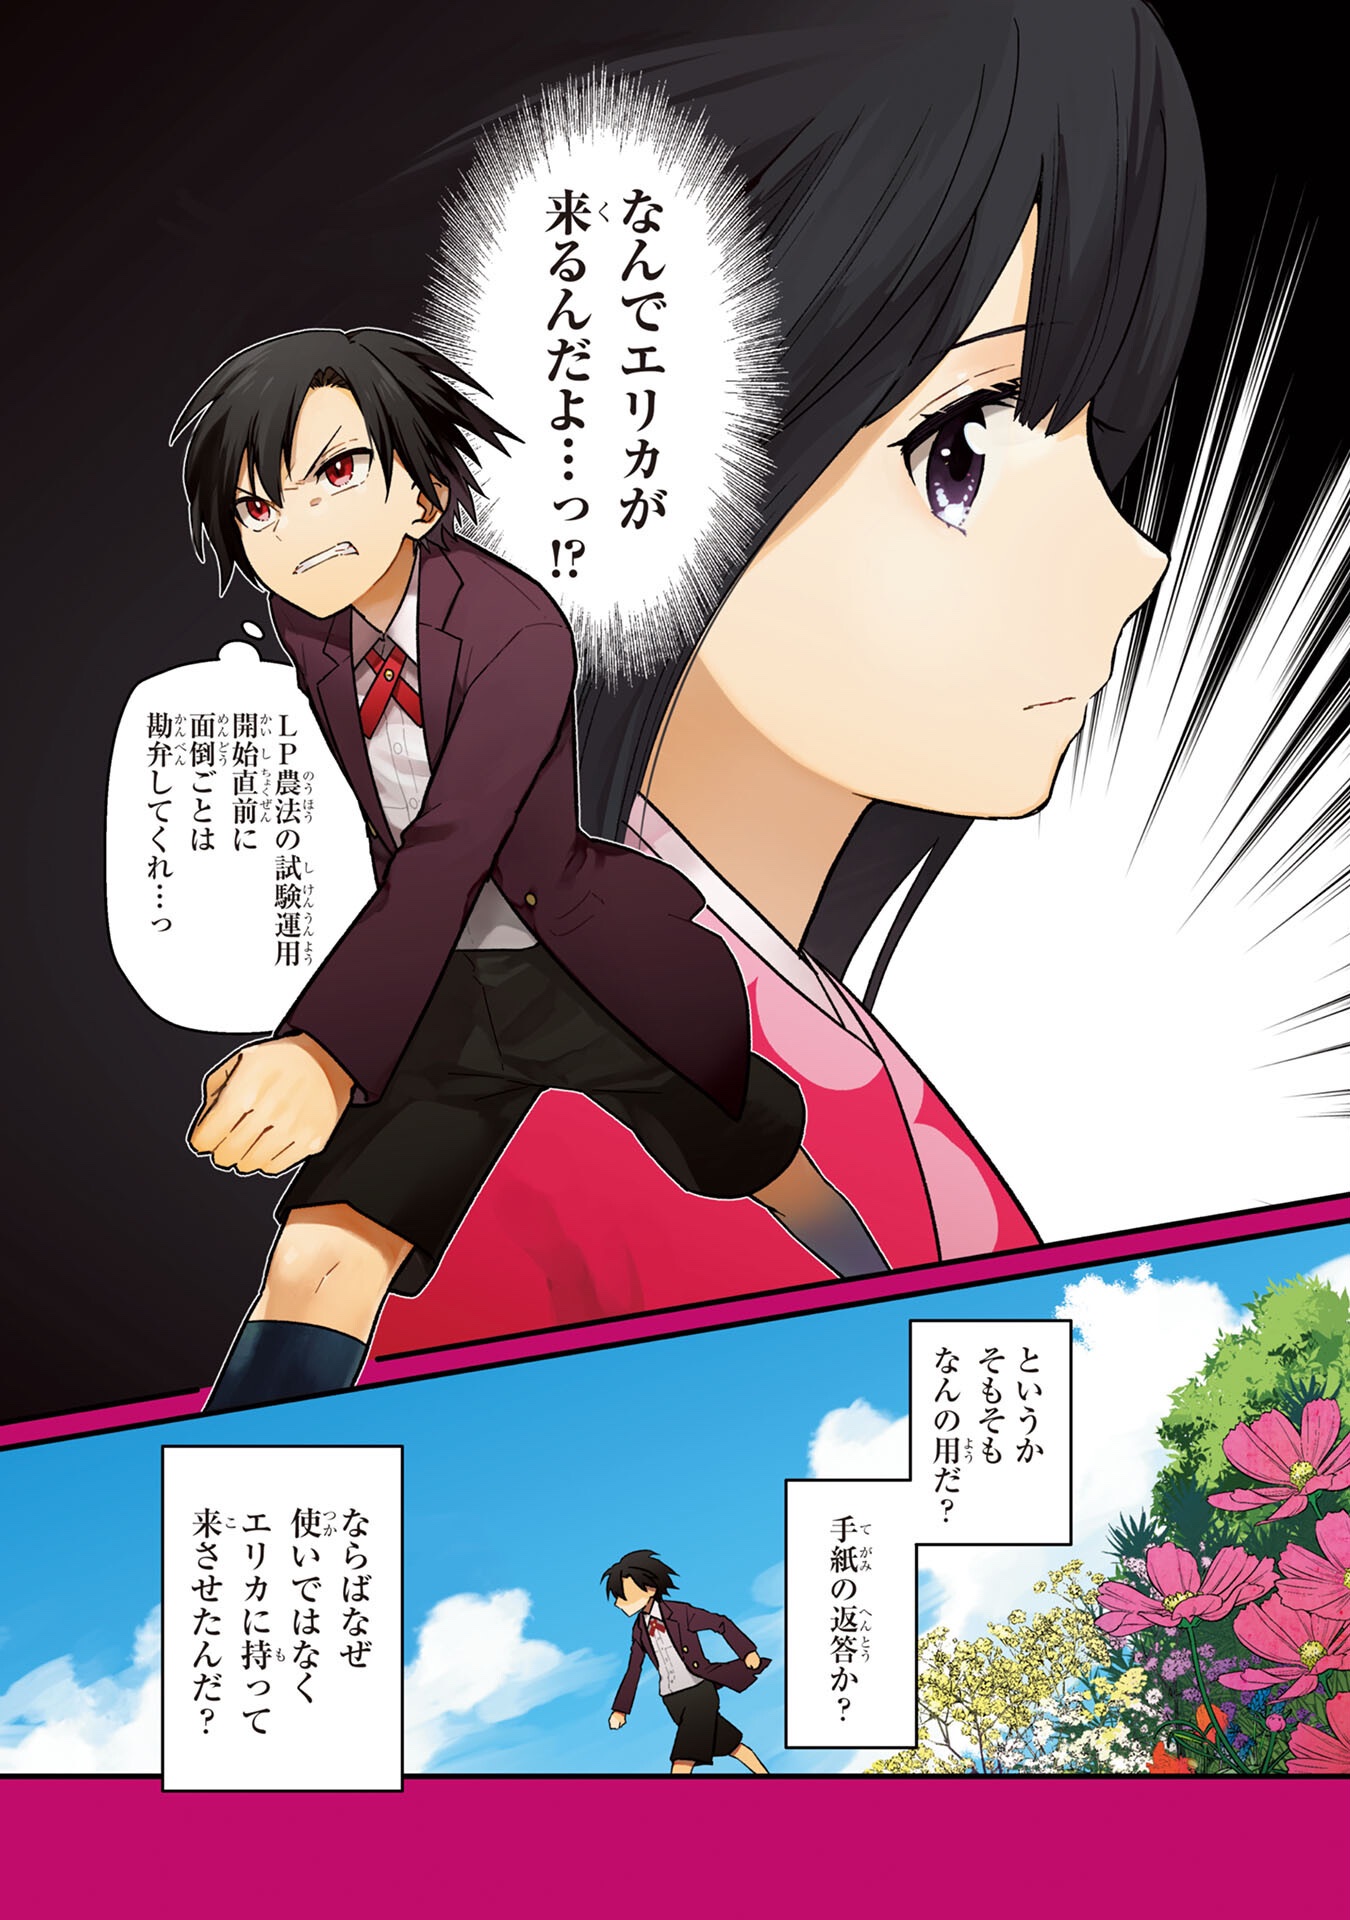 なんでエリカが
来るんだよ…っ!?
LP農法の試験運用
開始直前に
面倒ごとは
勘弁してくれ…っ
というか
そもそも
なんの用だ?
手紙の返答か?
ならばなぜ
使いではなく
エリカに持って
来させたんだ?